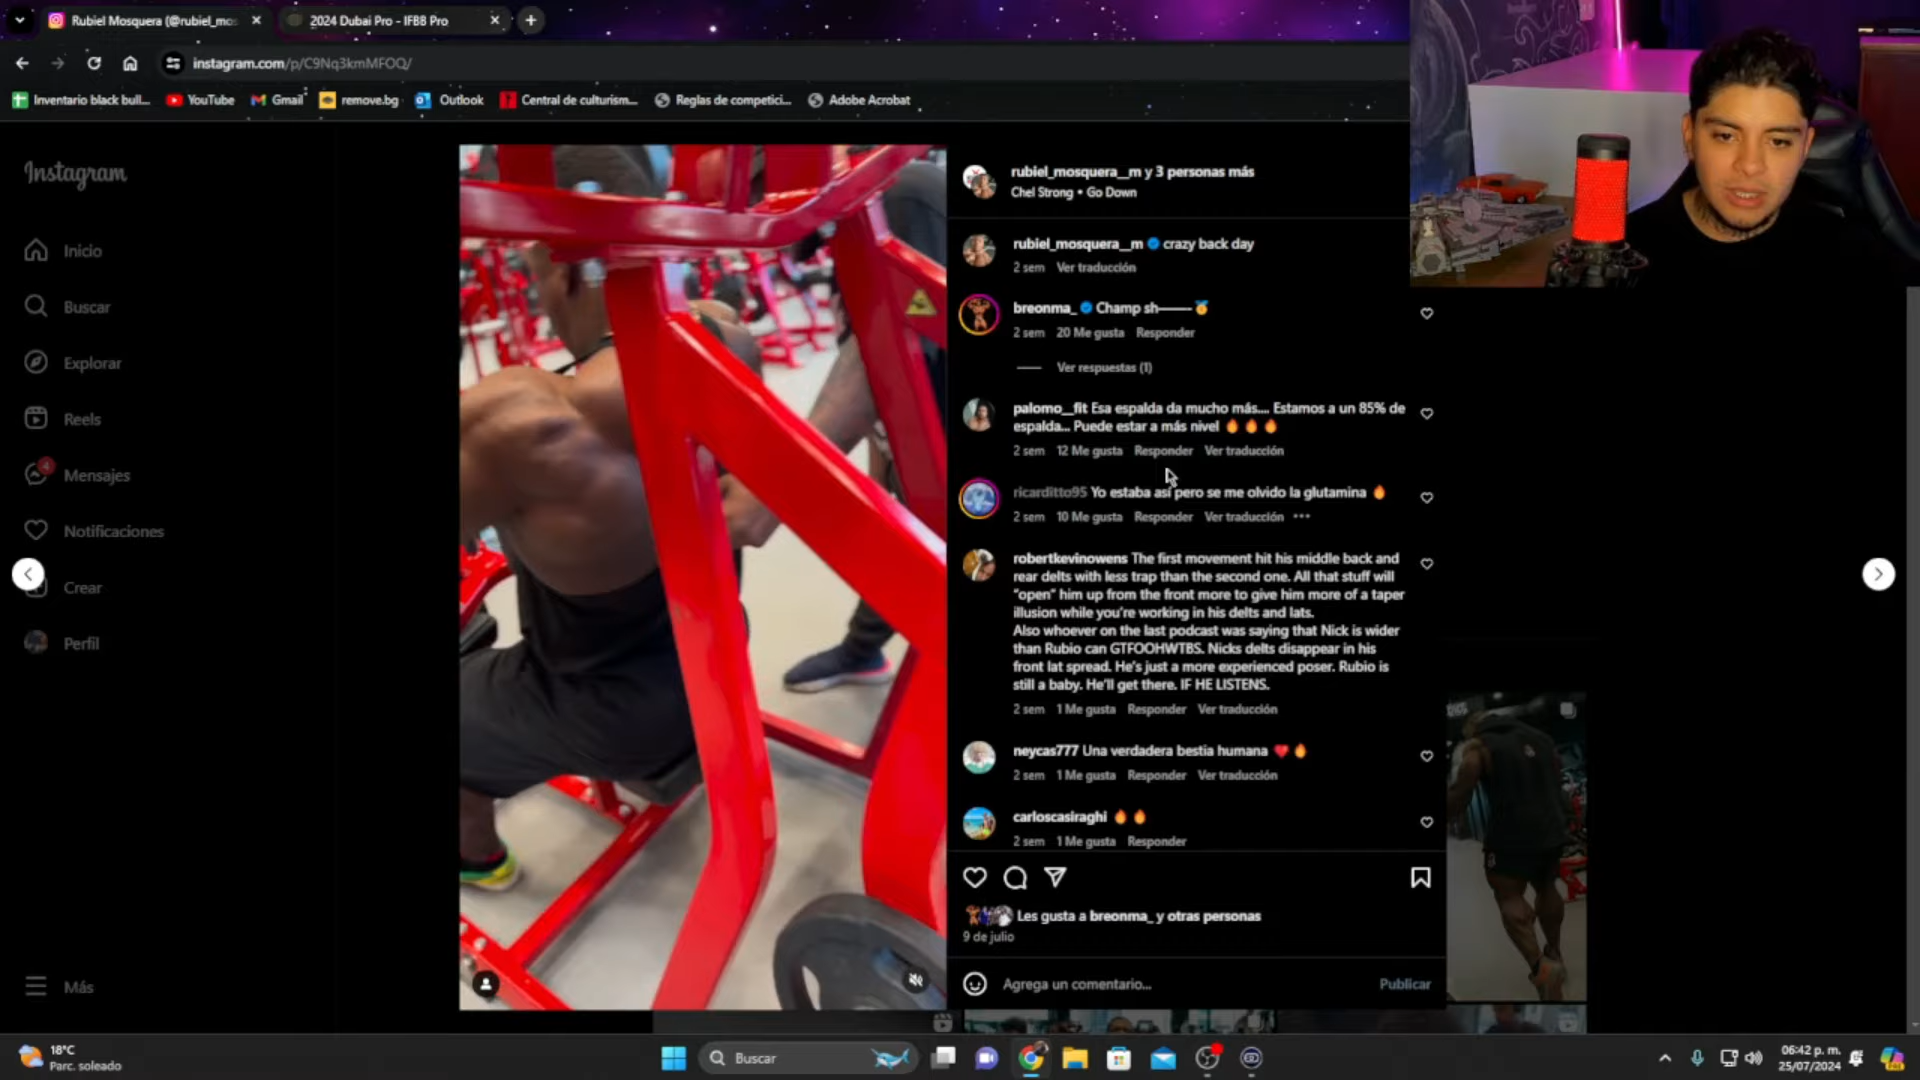 Rubiel Mosquera (@rubiel_mos
2024 Dubai Pro - IFBB Pro
instagram.com/p/C9Nq3kmMFOQ/
Inventario black bull...
YouTube
Gmail
remove.bg
Outlook
Central de culturism...
Reglas de competici...
Adobe Acrobat
Instagram
Inicio
Buscar
Explorar
Reels
4
Mensajes
Notificaciones
Crear
Perfil
Más
rubiel_mosquera__m y 3 personas más
Chel Strong • Go Down
rubiel_mosquera__m crazy back day
2 sem Ver traducción
breonma_ Champ sh——-🏅
2 sem 20 Me gusta Responder
Ver respuestas (1)
palomo__fit Esa espalda da mucho más.... Estamos a un 85% de
espalda... Puede estar a más nivel 🔥🔥🔥
2 sem 12 Me gusta Responder Ver traducción
ricarditto95 Yo estaba así pero se me olvido la glutamina 🔥
2 sem 10 Me gusta Responder Ver traducción •••
robertkevinowens The first movement hit his middle back and
rear delts with less trap than the second one. All that stuff will
“open” him up from the front more to give him more of a taper
illusion while you’re working in his delts and lats.
Also whoever on the last podcast was saying that Nick is wider
than Rubio can GTFOOHWTBS. Nicks delts disappear in his
front lat spread. He’s just a more experienced poser. Rubio is
still a baby. He’ll get there. IF HE LISTENS.
2 sem 1 Me gusta Responder Ver traducción
neycas777 Una verdadera bestia humana ❤️🔥
2 sem 1 Me gusta Responder Ver traducción
carloscasiraghi 🔥🔥
2 sem 1 Me gusta Responder
Les gusta a breonma_ y otras personas
9 de julio
Agrega un comentario...
Publicar
18°C
Parc. soleado
Buscar
06:42 p. m.
25/07/2024